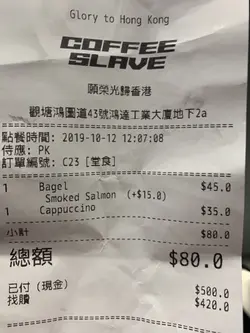 Glory to Hong Kong
COFFEE
SLAVE
願榮光歸香港
觀塘鴻圖道43號鴻達工業大廈地下2a
點餐時間: 2019-10-12 12:07:08
侍應: PK
訂單編號: C23 [堂食]
1 Bagel $45.0
Smoked Salmon (+$15.0)
1 Cappuccino $35.0
小計 $80.0
總額 $80.0
已付 (現金) $500.0
找贖 $420.0